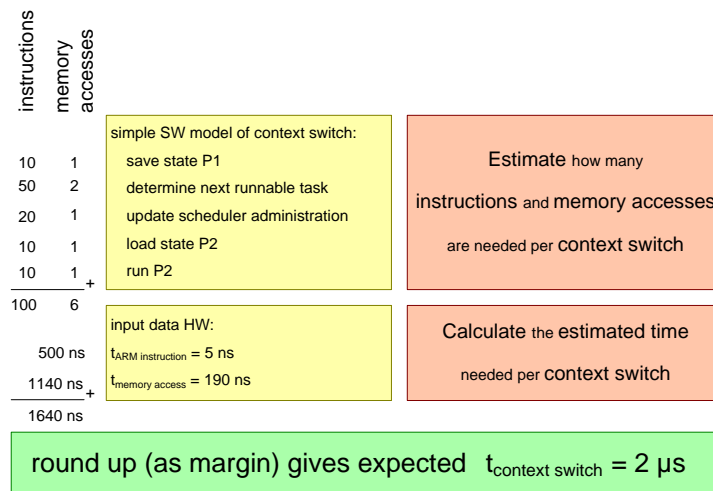 instructions
memory
accesses
simple SW model of context switch:
10 1 save state P1
50 2 determine next runnable task
20 1 update scheduler administration
10 1 load state P2
10 1 run P2
+
100 6
Estimate how many
instructions and memory accesses
are needed per context switch
input data HW:
500 ns t ARM instruction = 5 ns
1140 ns t memory access = 190 ns
+
1640 ns
Calculate the estimated time
needed per context switch
round up (as margin) gives expected t context switch = 2 µs